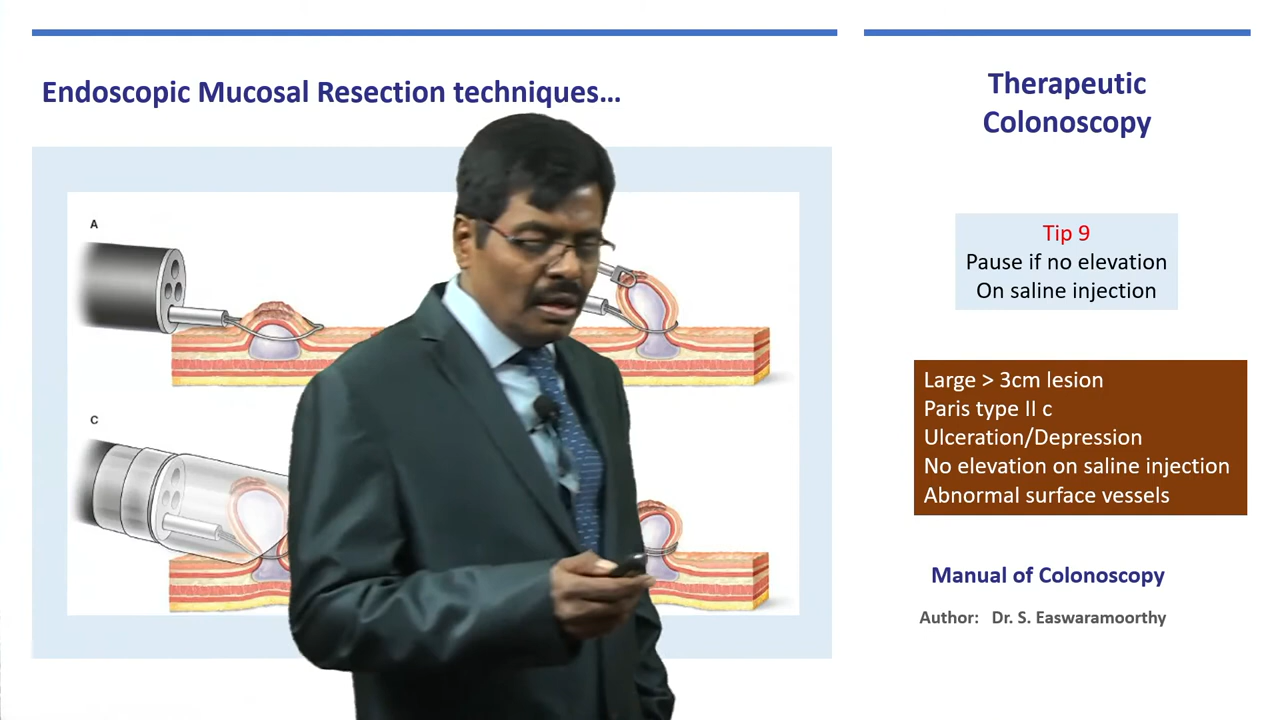 Endoscopic Mucosal Resection techniques...
A
C
Therapeutic
Colonoscopy
Tip 9
Pause if no elevation
On saline injection
Large > 3cm lesion
Paris type II c
Ulceration/Depression
No elevation on saline injection
Abnormal surface vessels
Manual of Colonoscopy
Author: Dr. S. Easwaramoorthy